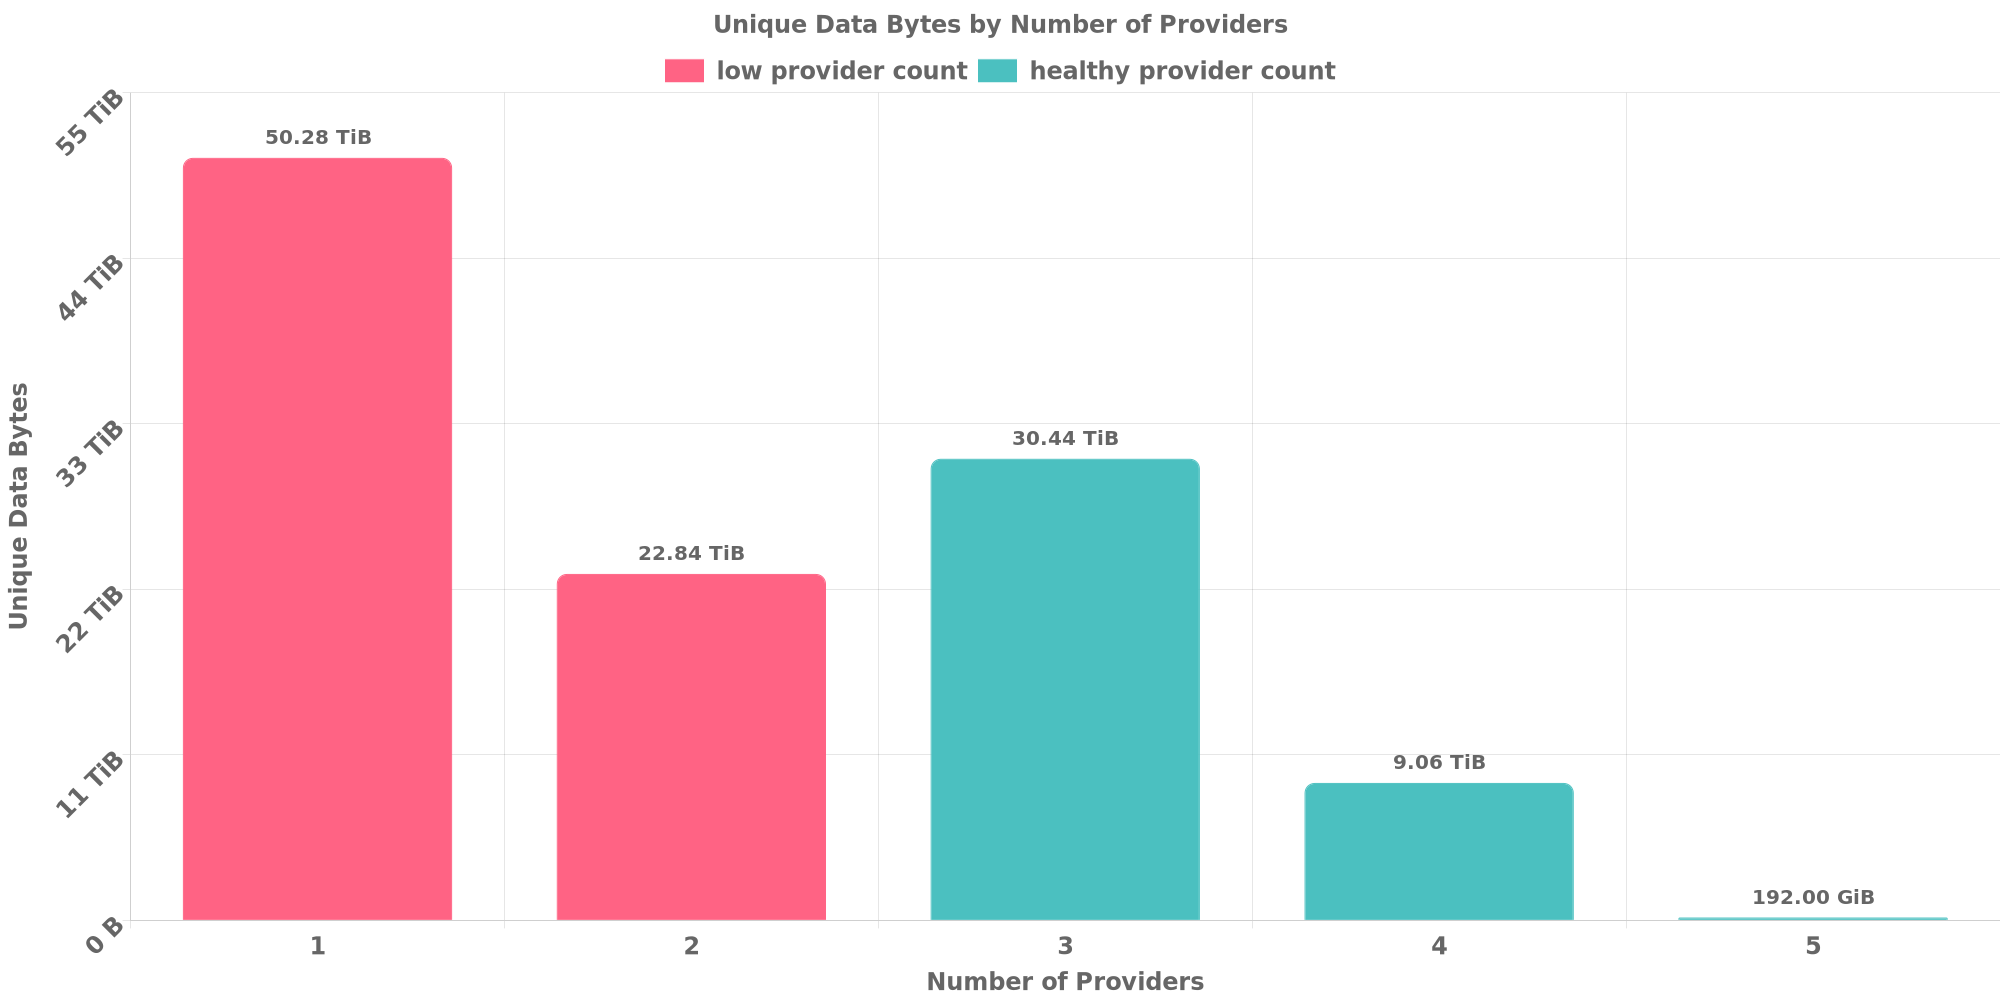 Unique Data Bytes by Number of Providers
low provider count healthy provider count
55 TiB
44 TiB
33 TiB
22 TiB
11 TiB
0 B
Unique Data Bytes
50.28 TiB
22.84 TiB
30.44 TiB
9.06 TiB
192.00 GiB
1 2 3 4 5
Number of Providers